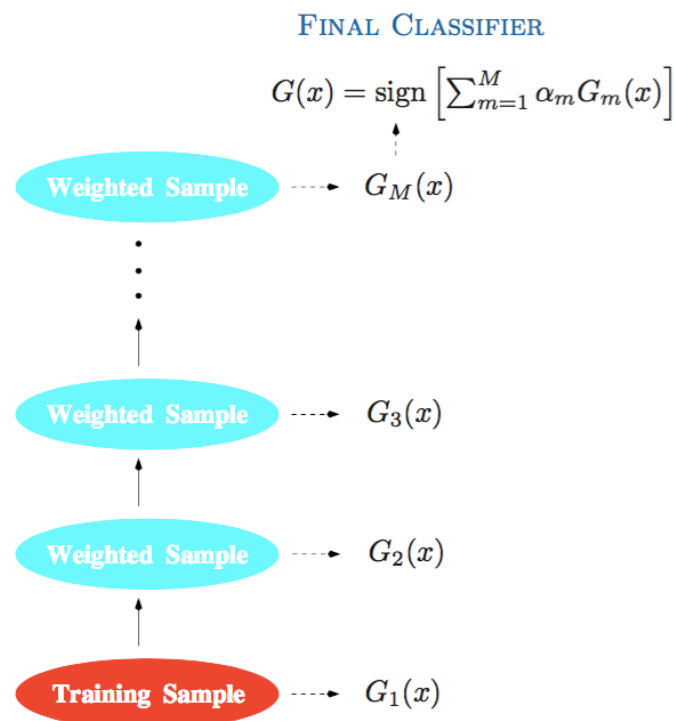 FINAL CLASSIFIER
G(x) = sign [∑_{m=1}^{M} α_m G_m(x)]
Weighted Sample G_M(x)
Weighted Sample G_3(x)
Weighted Sample G_2(x)
Training Sample G_1(x)